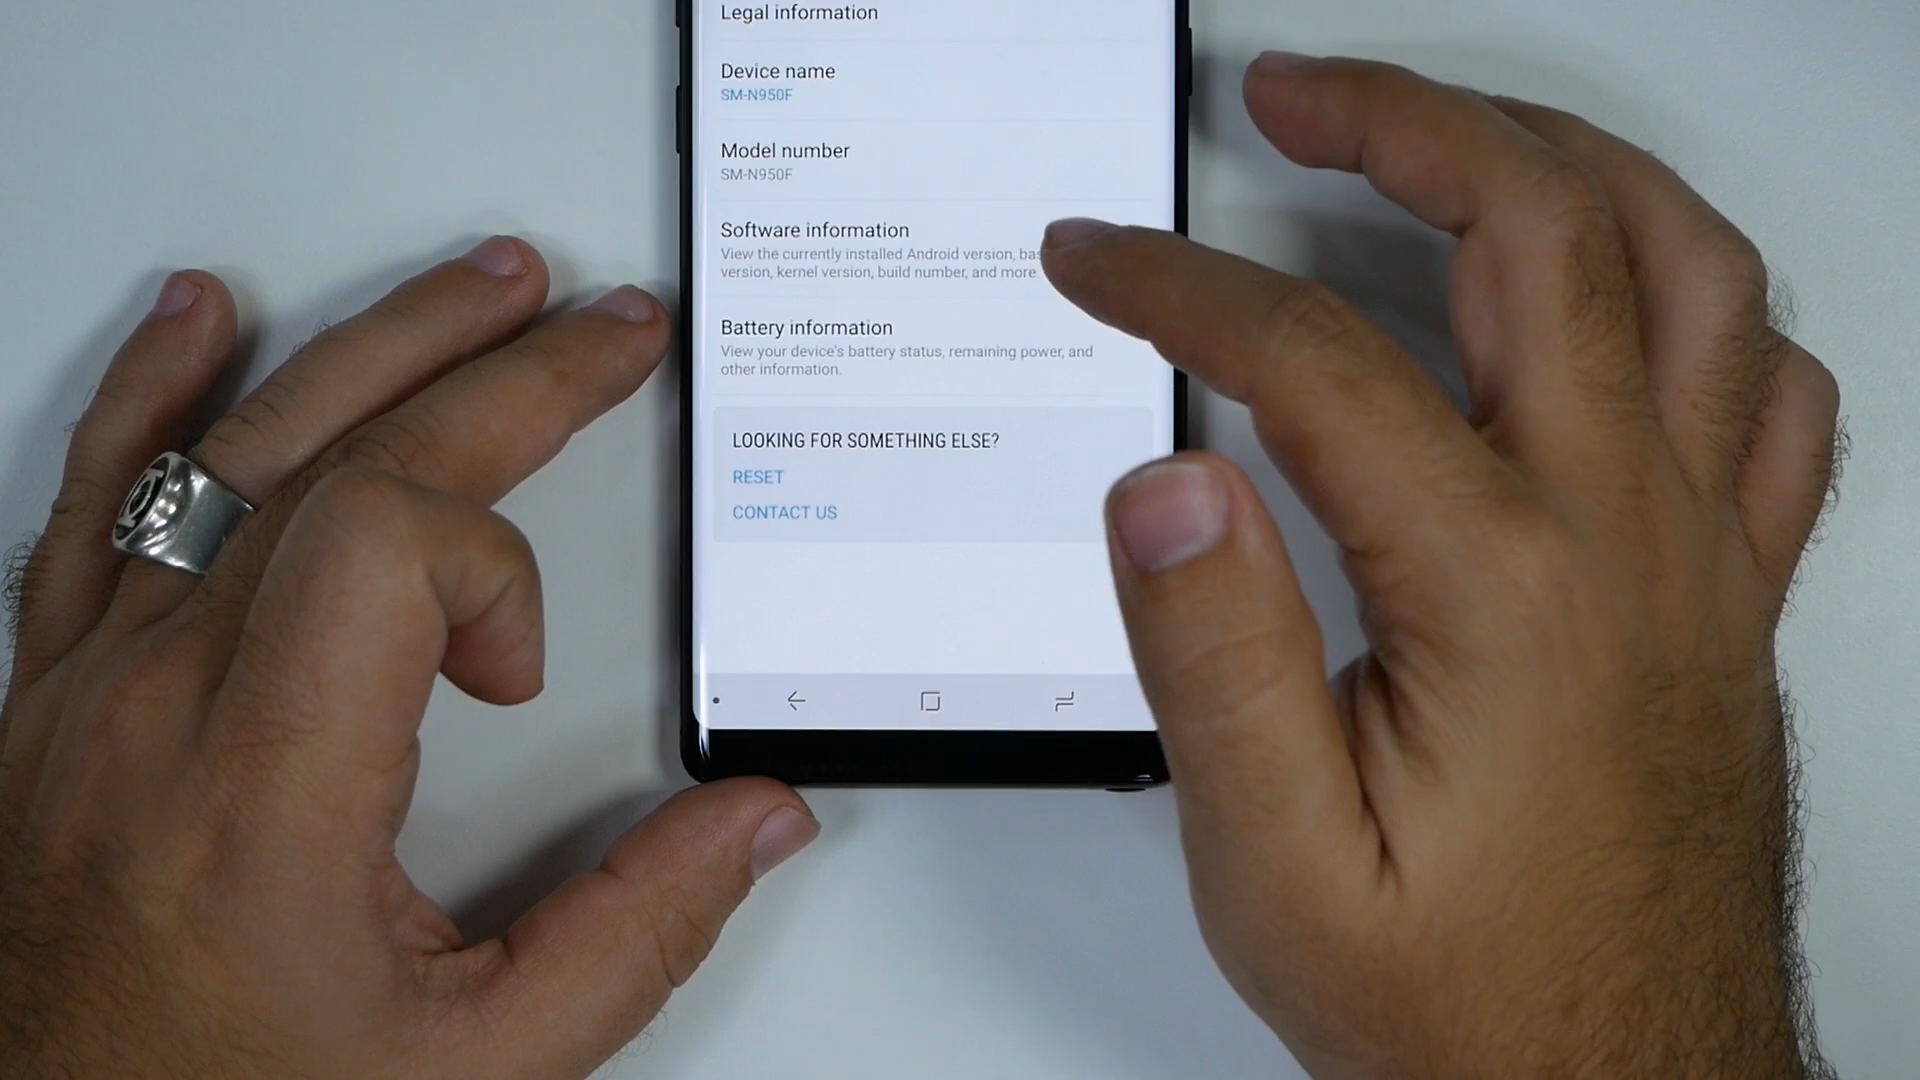 Legal information
Device name
SM-N950F
Model number
SM-N950F
Software information
View the currently installed Android version,
version, kernel version, build number, and more
Battery information
View your device's battery status, remaining power, and
other information.
LOOKING FOR SOMETHING ELSE?
RESET
CONTACT US